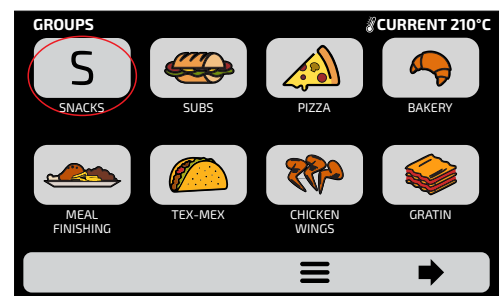 GROUPS
CURRENT 210°C
S
SNACKS
SUBS
PIZZA
BAKERY
MEAL
FINISHING
TEX-MEX
CHICKEN
WINGS
GRATIN